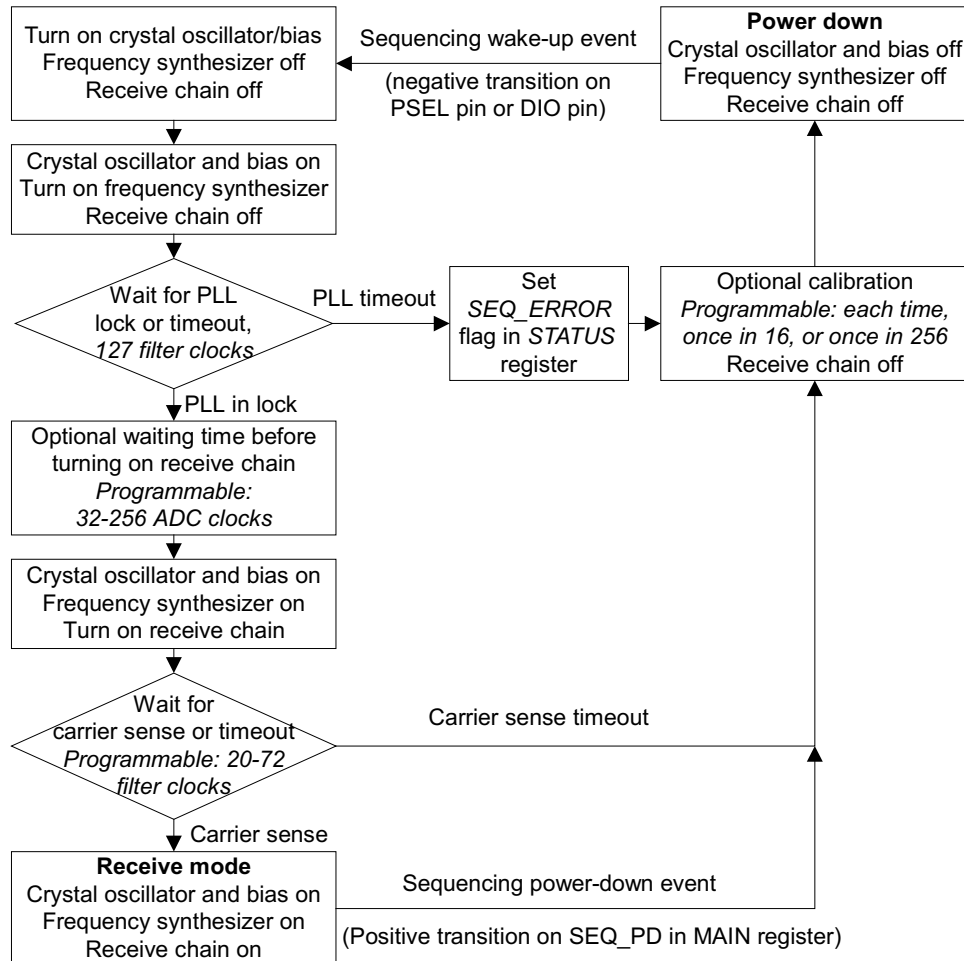 Turn on crystal oscillator/bias
Frequency synthesizer off
Receive chain off
Sequencing wake-up event
(negative transition on
PSEL pin or DIO pin)
Power down
Crystal oscillator and bias off
Frequency synthesizer off
Receive chain off
Crystal oscillator and bias on
Turn on frequency synthesizer
Receive chain off
Wait for PLL
lock or timeout,
127 filter clocks
PLL timeout
Set
SEQ_ERROR
flag in STATUS
register
Optional calibration
Programmable: each time,
once in 16, or once in 256
Receive chain off
PLL in lock
Optional waiting time before
turning on receive chain
Programmable:
32-256 ADC clocks
Crystal oscillator and bias on
Frequency synthesizer on
Turn on receive chain
Wait for
carrier sense or timeout
Programmable: 20-72
filter clocks
Carrier sense timeout
Carrier sense
Receive mode
Crystal oscillator and bias on
Frequency synthesizer on
Receive chain on
Sequencing power-down event
(Positive transition on SEQ_PD in MAIN register)